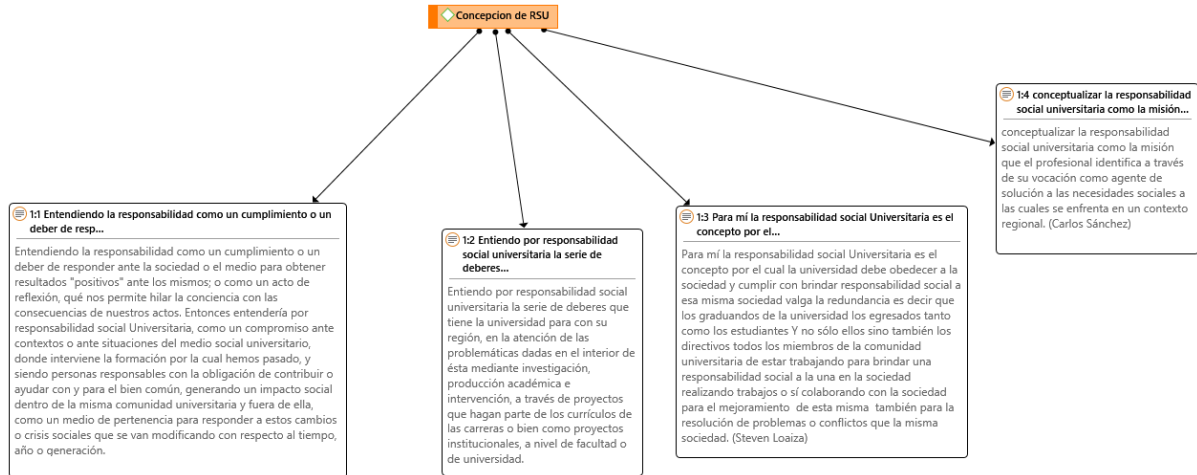 Concepcion de RSU
1:4 conceptualizar la responsabilidad
social universitaria como la misión...
conceptualizar la responsabilidad
social universitaria como la misión
que el profesional identifica a través
de su vocación como agente de
solución a las necesidades sociales a
las cuales se enfrenta en un contexto
regional. (Carlos Sánchez)
1:1 Entendiendo la responsabilidad como un cumplimiento o un
deber de resp...
Entendiendo la responsabilidad como un cumplimiento o un
deber de responder ante la sociedad o el medio para obtener
resultados "positivos" ante los mismos; o como un acto de
reflexión, qué nos permite hilar la conciencia con las
consecuencias de nuestros actos. Entonces entendería por
responsabilidad social Universitaria, como un compromiso ante
contextos o ante situaciones del medio social universitario,
donde interviene la formación por la cual hemos pasado, y
siendo personas responsables con la obligación de contribuir o
ayudar con y para el bien común, generando un impacto social
dentro de la misma comunidad universitaria y fuera de ella,
como un medio de pertenencia para responder a estos cambios
o crisis sociales que se van modificando con respecto al tiempo,
año o generación.
1:2 Entiendo por responsabilidad
social universitaria la serie de
deberes...
Entiendo por responsabilidad social
universitaria la serie de deberes que
tiene la universidad para con su
región, en la atención de las
problemáticas dadas en el interior de
ésta mediante investigación,
producción académica e
intervención, a través de proyectos
que hagan parte de los currículos de
las carreras o bien como proyectos
institucionales, a nivel de facultad o
de universidad.
1:3 Para mí la responsabilidad social Universitaria es el
concepto por el...
Para mí la responsabilidad social Universitaria es el
concepto por el cual la universidad debe obedecer a la
sociedad y cumplir con brindar responsabilidad social a
esa misma sociedad valga la redundancia es decir que
los graduandos de la universidad los egresados tanto
como los estudiantes Y no sólo ellos sino también los
directivos todos los miembros de la comunidad
universitaria de estar trabajando para brindar una
responsabilidad social a la una en la sociedad
realizando trabajos o sí colaborando con la sociedad
para el mejoramiento de esta misma también para la
resolución de problemas o conflictos que la misma
sociedad. (Steven Loaiza)